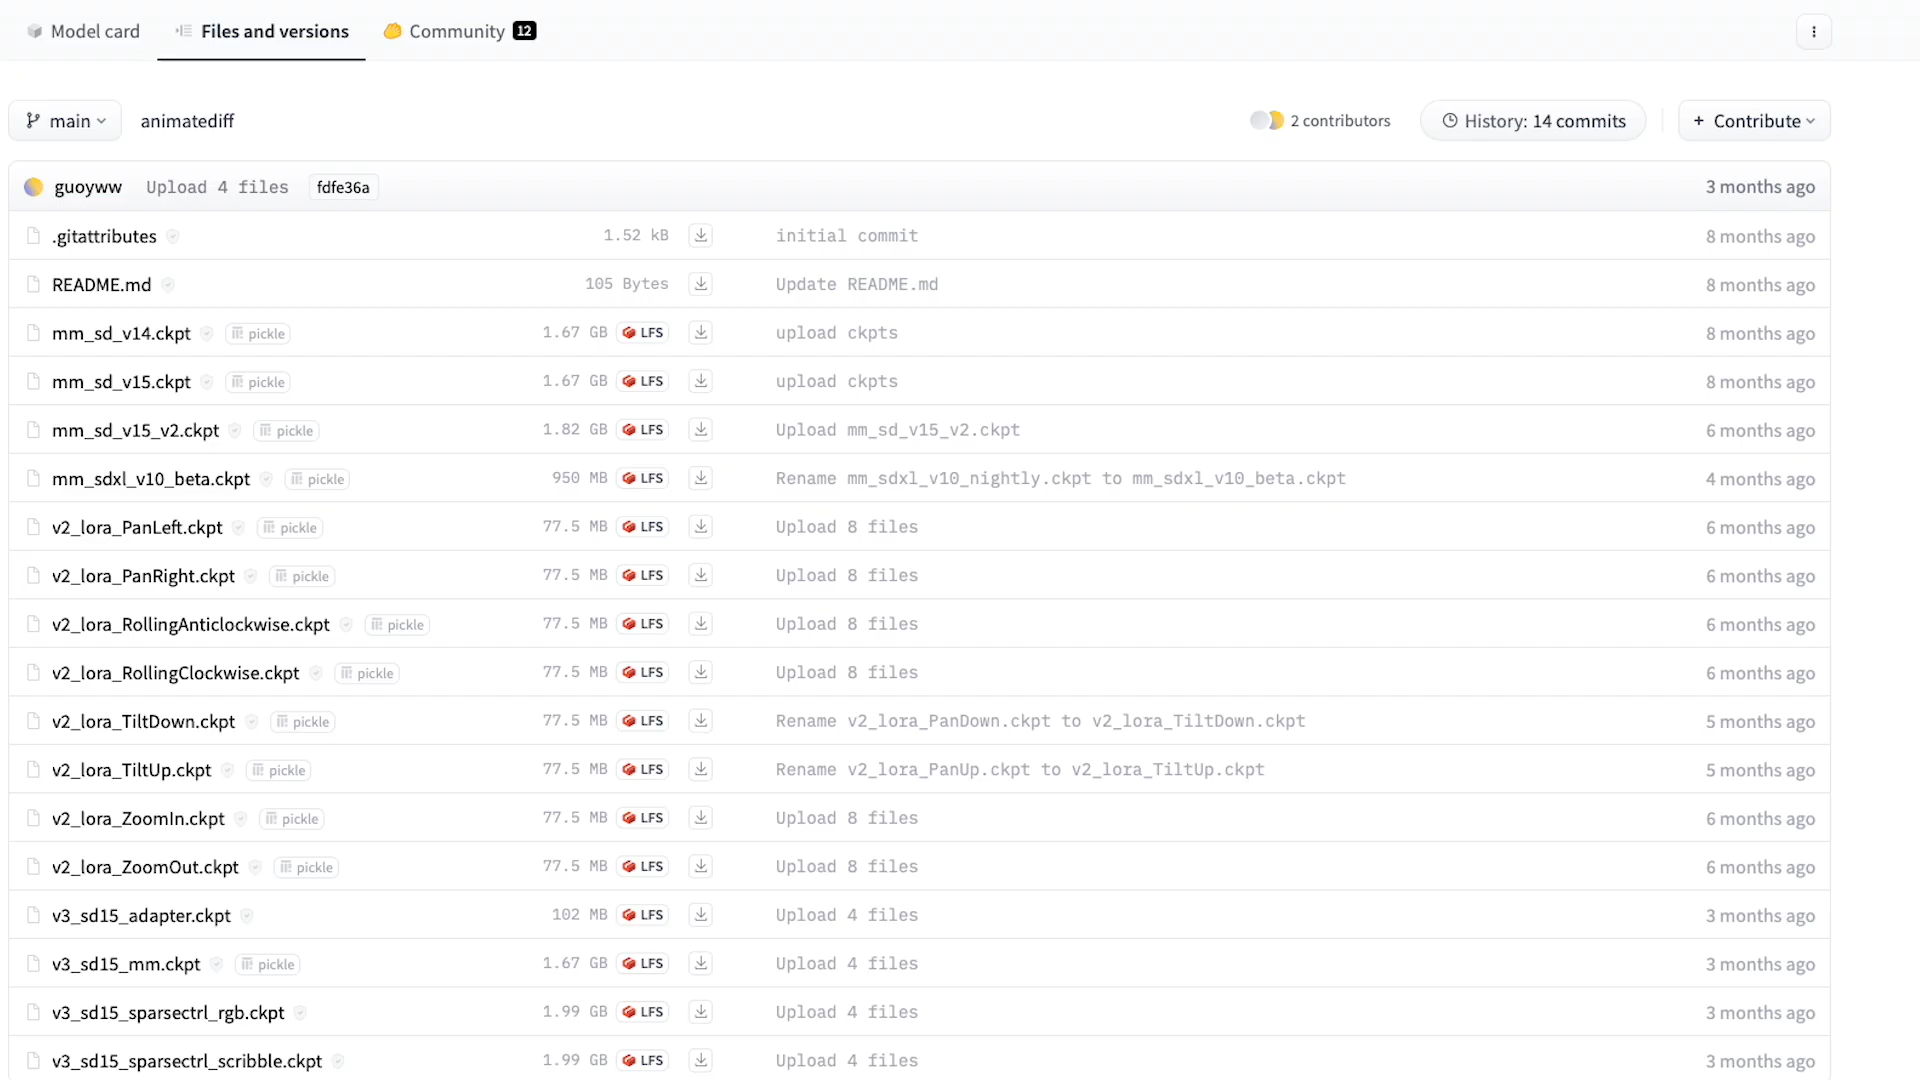 Model card Files and versions Community 12
main animatediff 2 contributors History: 14 commits + Contribute
guoyww Upload 4 files fdfe36a 3 months ago
.gitattributes 1.52 kB initial commit 8 months ago
README.md 105 Bytes Update README.md 8 months ago
mm_sd_v14.ckpt pickle 1.67 GB LFS upload ckpts 8 months ago
mm_sd_v15.ckpt pickle 1.67 GB LFS upload ckpts 8 months ago
mm_sd_v15_v2.ckpt pickle 1.82 GB LFS Upload mm_sd_v15_v2.ckpt 6 months ago
mm_sdxl_v10_beta.ckpt pickle 950 MB LFS Rename mm_sdxl_v10_nightly.ckpt to mm_sdxl_v10_beta.ckpt 4 months ago
v2_lora_PanLeft.ckpt pickle 77.5 MB LFS Upload 8 files 6 months ago
v2_lora_PanRight.ckpt pickle 77.5 MB LFS Upload 8 files 6 months ago
v2_lora_RollingAnticlockwise.ckpt pickle 77.5 MB LFS Upload 8 files 6 months ago
v2_lora_RollingClockwise.ckpt pickle 77.5 MB LFS Upload 8 files 6 months ago
v2_lora_TiltDown.ckpt pickle 77.5 MB LFS Rename v2_lora_PanDown.ckpt to v2_lora_TiltDown.ckpt 5 months ago
v2_lora_TiltUp.ckpt pickle 77.5 MB LFS Rename v2_lora_PanUp.ckpt to v2_lora_TiltUp.ckpt 5 months ago
v2_lora_ZoomIn.ckpt pickle 77.5 MB LFS Upload 8 files 6 months ago
v2_lora_ZoomOut.ckpt pickle 77.5 MB LFS Upload 8 files 6 months ago
v3_sd15_adapter.ckpt 102 MB LFS Upload 4 files 3 months ago
v3_sd15_mm.ckpt pickle 1.67 GB LFS Upload 4 files 3 months ago
v3_sd15_sparsectrl_rgb.ckpt 1.99 GB LFS Upload 4 files 3 months ago
v3_sd15_sparsectrl_scribble.ckpt 1.99 GB LFS Upload 4 files 3 months ago